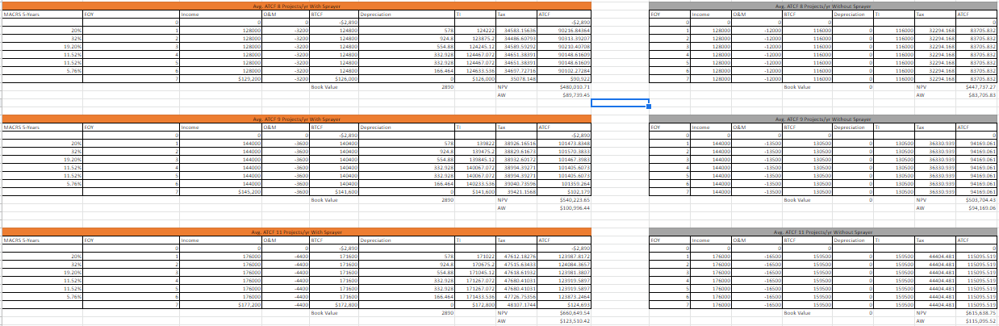 Avg. ATCF 8 Projects/yr With Sprayer
Avg. ATCF 8 Projects/yr Without Sprayer
MACRS 5-Years EOY Income O&M BTCF Depreciation TI Tax ATCF EOY Income O&M BTCF Depreciation TI Tax ATCF
0 0 0 -$2,890 -$2,890 0 0 0 0 0
20% 1 128000 -3200 124800 578 124222 34583.15636 90216.84364 1 128000 -12000 116000 0 116000 32294.168 83705.832
32% 2 128000 -3200 124800 924.8 123875.2 34486.60793 90313.39207 2 128000 -12000 116000 0 116000 32294.168 83705.832
19.20% 3 128000 -3200 124800 554.88 124245.12 34589.59292 90210.40708 3 128000 -12000 116000 0 116000 32294.168 83705.832
11.52% 4 128000 -3200 124800 332.928 124467.072 34651.38391 90148.61609 4 128000 -12000 116000 0 116000 32294.168 83705.832
11.52% 5 128000 -3200 124800 332.928 124467.072 34651.38391 90148.61609 5 128000 -12000 116000 0 116000 32294.168 83705.832
5.76% 6 128000 -3200 124800 166.464 124633.536 34697.72716 90102.27284 6 128000 -12000 116000 0 116000 32294.168 83705.832
7 $129,200 -3200 $126,000 0 $126,000 35078.148 $90,922 7 128000 -12000 116000 0 116000 32294.168 83705.832
Book Value 2890 NPV $480,010.71 Book Value 0 NPV $447,737.27
AW $89,739.45 AW $83,705.83
Avg. ATCF 9 Projects/yr With Sprayer
Avg. ATCF 9 Projects/yr Without Sprayer
MACRS 5-Years EOY Income O&M BTCF Depreciation TI Tax ATCF EOY Income O&M BTCF Depreciation TI Tax ATCF
0 0 0 -$2,890 -$2,890 0 0 0 0 0
20% 1 144000 -3600 140400 578 139822 38926.16516 101473.8348 1 144000 -13500 130500 0 130500 36330.939 94169.061
32% 2 144000 -3600 140400 924.8 139475.2 38829.61673 101570.3833 2 144000 -13500 130500 0 130500 36330.939 94169.061
19.20% 3 144000 -3600 140400 554.88 139845.12 38932.60172 101467.3983 3 144000 -13500 130500 0 130500 36330.939 94169.061
11.52% 4 144000 -3600 140400 332.928 140067.072 38994.39271 101405.6073 4 144000 -13500 130500 0 130500 36330.939 94169.061
11.52% 5 144000 -3600 140400 332.928 140067.072 38994.39271 101405.6073 5 144000 -13500 130500 0 130500 36330.939 94169.061
5.76% 6 144000 -3600 140400 166.464 140233.536 39040.73596 101359.264 6 144000 -13500 130500 0 130500 36330.939 94169.061
7 $145,200 -3600 $141,600 0 $141,600 39421.1568 $102,179 7 144000 -13500 130500 0 130500 36330.939 94169.061
Book Value 2890 NPV $540,223.65 Book Value 0 NPV $503,704.43
AW $100,996.44 AW $94,169.06
Avg. ATCF 11 Projects/yr With Sprayer
Avg. ATCF 11 Projects/yr Without Sprayer
MACRS 5-Years EOY Income O&M BTCF Depreciation TI Tax ATCF EOY Income O&M BTCF Depreciation TI Tax ATCF
0 0 0 -$2,890 -$2,890 0 0 0 0 0
20% 1 176000 -4400 171600 578 171022 47612.18276 123987.8172 1 176000 -16500 159500 0 159500 44404.481 115095.519
32% 2 176000 -4400 171600 924.8 170675.2 47515.63433 124084.3657 2 176000 -16500 159500 0 159500 44404.481 115095.519
19.20% 3 176000 -4400 171600 554.88 171045.12 47618.61932 123981.3807 3 176000 -16500 159500 0 159500 44404.481 115095.519
11.52% 4 176000 -4400 171600 332.928 171267.072 47680.41031 123919.5897 4 176000 -16500 159500 0 159500 44404.481 115095.519
11.52% 5 176000 -4400 171600 332.928 171267.072 47680.41031 123919.5897 5 176000 -16500 159500 0 159500 44404.481 115095.519
5.76% 6 176000 -4400 171600 166.464 171433.536 47726.75356 123873.2464 6 176000 -16500 159500 0 159500 44404.481 115095.519
7 $177,200 -4400 $172,800 0 $172,800 48107.1744 $124,693 7 176000 -16500 159500 0 159500 44404.481 115095.519
Book Value 2890 NPV $660,649.54 Book Value 0 NPV $615,638.75
AW $123,510.42 AW $115,095.52